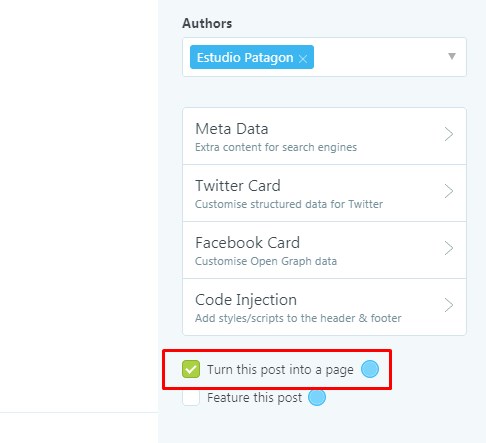 Authors
Estudio Patagon ×
Meta Data
Extra content for search engines
Twitter Card
Customise structured data for Twitter
Facebook Card
Customise Open Graph data
Code Injection
Add styles/scripts to the header & footer
Turn this post into a page
Feature this post